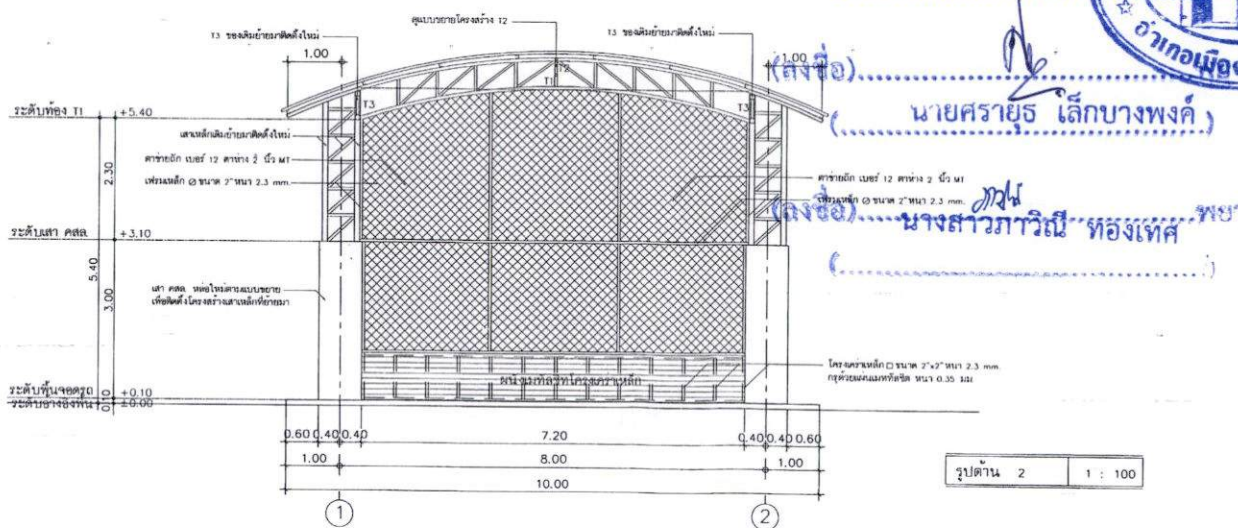 ดูแบบขยายโครงสร้าง T2
T3 ของเดิมย้ายมาติดตั้งใหม่
T3 ของเดิมย้ายมาติดตั้งใหม่
1.00
1.00
T2
T1
T3
T3
ระดับท้อง T1
+5.40
เสาเหล็กเดิมย้ายมาติดตั้งใหม่
ตาข่ายถัก เบอร์ 12 ตาห่าง 2 นิ้ว MT
เฟรมเหล็ก Ø ขนาด 2" หนา 2.3 mm.
ตาข่ายถัก เบอร์ 12 ตาห่าง 2 นิ้ว MT
เฟรมเหล็ก Ø ขนาด 2" หนา 2.3 mm.
2.30
ระดับเสา คสล.
+3.10
5.40
3.00
เสา คสล. หล่อใหม่ตามแบบขยาย
เพื่อติดตั้งโครงสร้างเสาเหล็กที่ย้ายมา
โครงคร่าเหล็ก □ ขนาด 2"x2" หนา 2.3 mm.
กรุด้วยแผ่นเมททัลชีต หนา 0.35 มม.
ผนังเมทัลชีทโครงคร่าวเหล็ก
ระดับพื้นจอดรถ
+0.10
ระดับอ้างอิงพื้น
±0.00
0.10
0.60 0.40 0.40 7.20 0.40 0.40 0.60
1.00 8.00 1.00
10.00
1 2
รูปด้าน 2
1 : 100
อำเภอเมือง
(ลงชื่อ)
(นายศรายุธ เล็กบางพงค์)
(ลงชื่อ) พยา
นางสาวภาวิณี ทองเทศ
( )